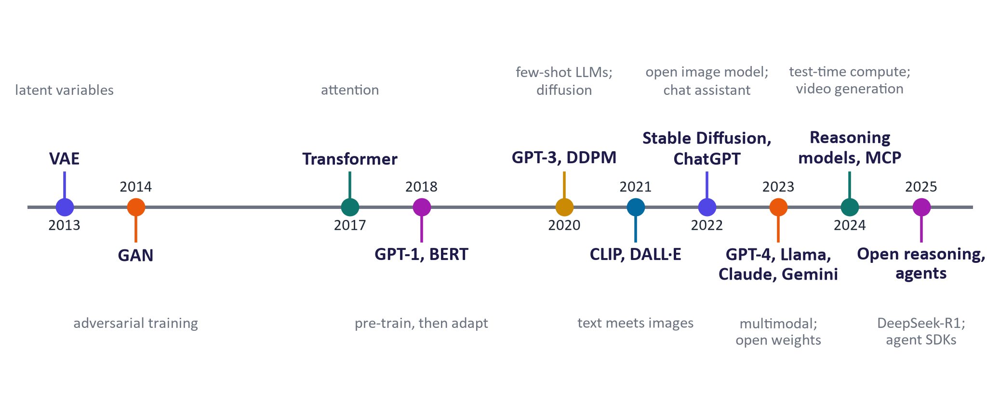 latent variables
VAE
2013
2014
GAN
adversarial training
attention
Transformer
2017
2018
GPT-1, BERT
pre-train, then adapt
few-shot LLMs;
diffusion
GPT-3, DDPM
2020
2021
CLIP, DALL·E
text meets images
open image model;
chat assistant
Stable Diffusion,
ChatGPT
2022
2023
GPT-4, Llama,
Claude, Gemini
multimodal;
open weights
test-time compute;
video generation
Reasoning
models, MCP
2024
2025
Open reasoning,
agents
DeepSeek-R1;
agent SDKs